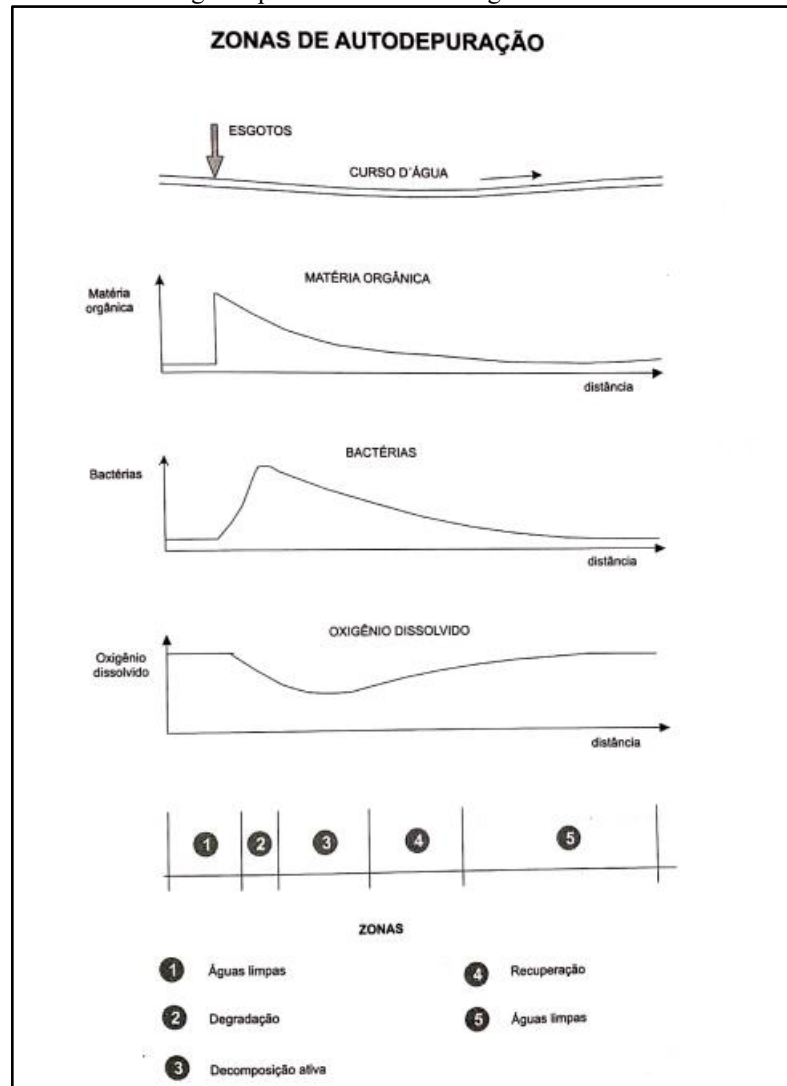 ZONAS DE AUTODEPURAÇÃO
ESGOTOS
CURSO D'ÁGUA
MATÉRIA ORGÂNICA
Matéria
orgânica
distância
BACTÉRIAS
Bactérias
distância
OXIGÊNIO DISSOLVIDO
Oxigênio
dissolvido
distância
1 2 3 4 5
ZONAS
1 Águas limpas
4 Recuperação
2 Degradação
5 Águas limpas
3 Decomposição ativa